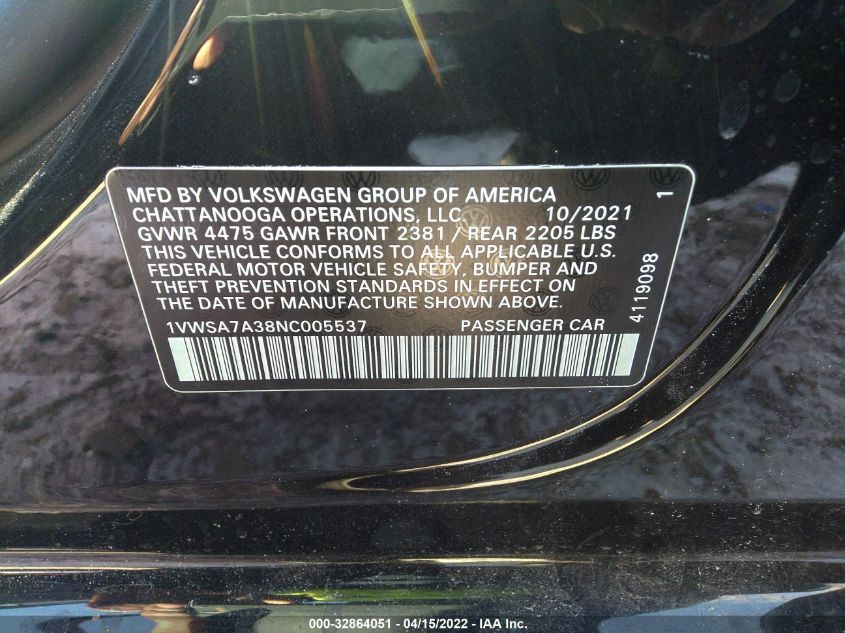 MFD BY VOLKSWAGEN GROUP OF AMERICA
CHATTANOOGA OPERATIONS, LLC 10/2021
GVWR 4475 GAWR FRONT 2381 / REAR 2205 LBS
THIS VEHICLE CONFORMS TO ALL APPLICABLE U.S.
FEDERAL MOTOR VEHICLE SAFETY, BUMPER AND
THEFT PREVENTION STANDARDS IN EFFECT ON
THE DATE OF MANUFACTURE SHOWN ABOVE.
1VWSA7A38NC005537 PASSENGER CAR
4119098 1
000-32864051 - 04/15/2022 - IAA Inc.